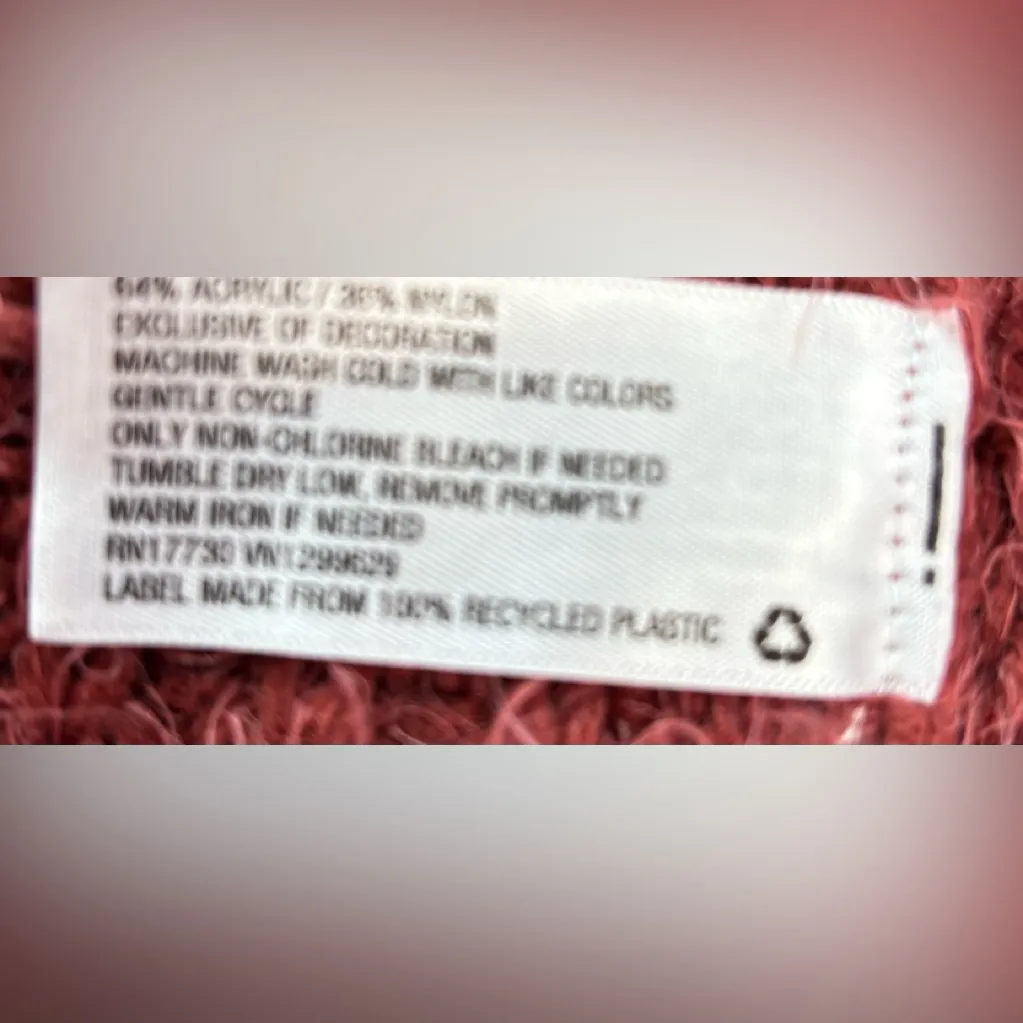 64% ACRYLIC / 36% NYLON
EXCLUSIVE OF DECORATION
MACHINE WASH COLD WITH LIKE COLORS
GENTLE CYCLE
ONLY NON-CHLORINE BLEACH IF NEEDED
TUMBLE DRY LOW, REMOVE PROMPTLY
WARM IRON IF NEEDED
RN17730 VN1299629
LABEL MADE FROM 100% RECYCLED PLASTIC